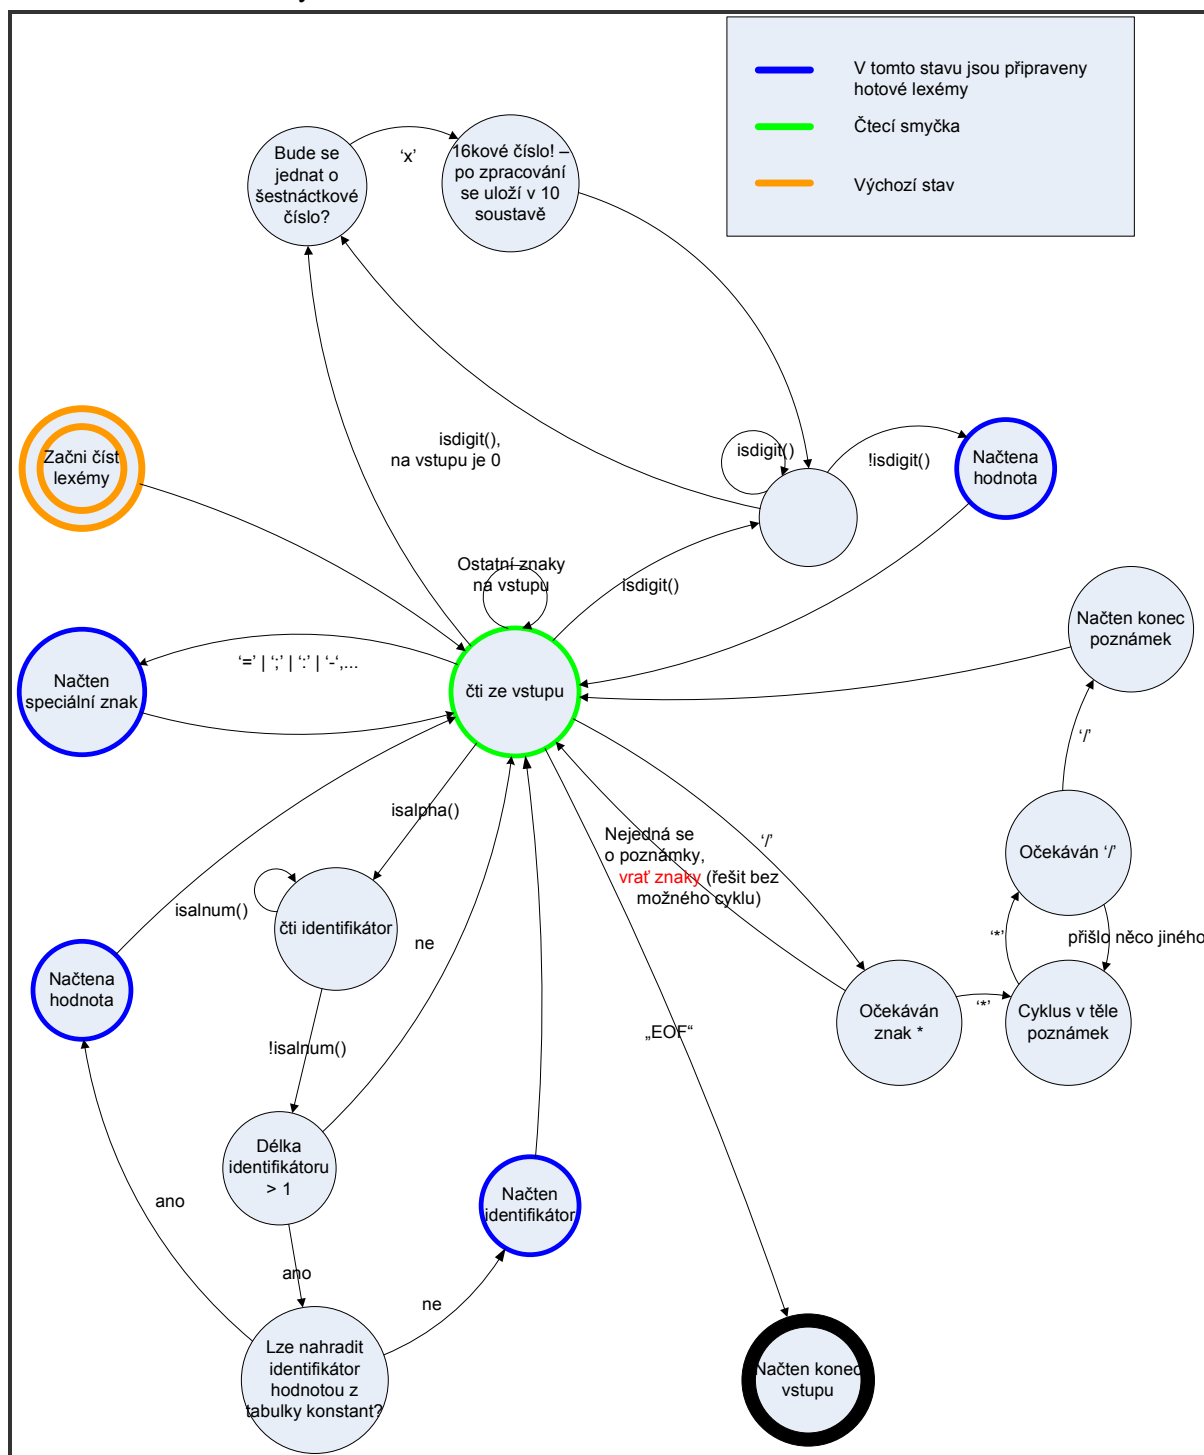 V tomto stavu jsou připraveny
hotové lexémy
Čtecí smyčka
Výchozí stav
Bude se
jednat o
šestnáctkové
číslo?
‘x’
16kové číslo! –
po zpracování
se uloží v 10
soustavě
Začni číst
lexémy
isdigit(),
na vstupu je 0
isdigit()
!isdigit()
Načtena
hodnota
Ostatní znaky
na vstupu
isdigit()
Načten konec
poznámek
‘=’ | ‘;’ | ‘:’ | ‘-‘,...
Načten
speciální znak
čti ze vstupu
‘/’
isalpha()
Nejedná se
o poznámky,
vrať znaky (řešit bez
možného cyklu)
‘/’
Očekáván ‘/’
isalnum()
čti identifikátor
ne
‘*’
přišlo něco jiného
Načtena
hodnota
Očekáván
znak *
‘*’
Cyklus v těle
poznámek
!isalnum()
„EOF“
Délka
identifikátoru
> 1
ano
Načten
identifikátor
ano
ne
Lze nahradit
identifikátor
hodnotou z
tabulky konstant?
Načten konec
vstupu